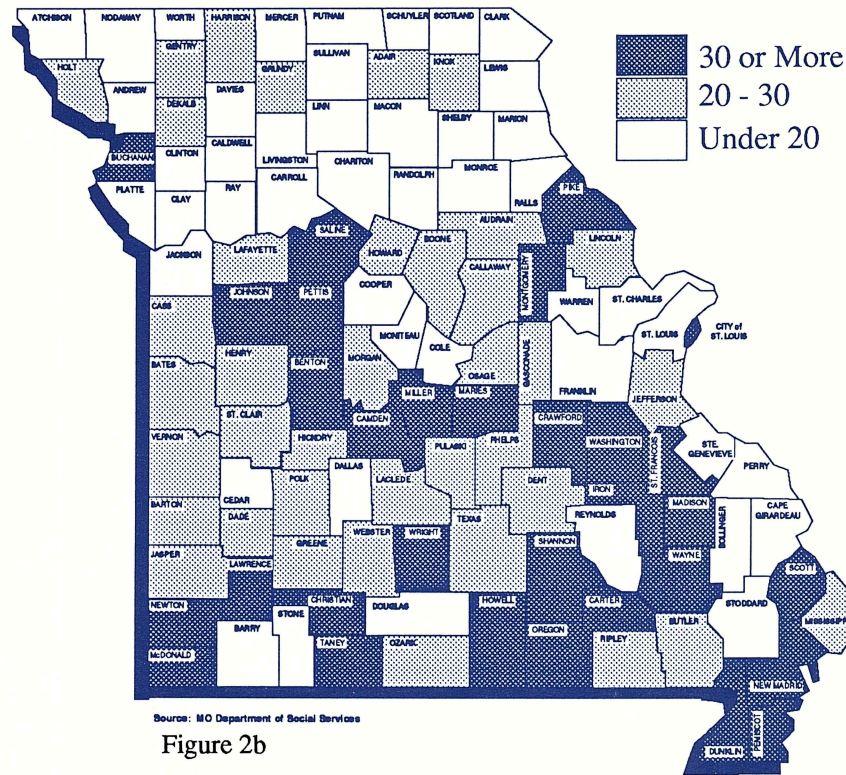 ATCHISON
NODAWAY
WORTH
HARRISON
MERCER
PUTNAM
SCHUYLER
SCOTLAND
CLARK
GENTRY
SULLIVAN
ADAIR
KNOX
LEWIS
HOLT
GRUNDY
30 or More
20 - 30
Under 20
ANDREW
DEKALB
DAVIES
LINN
MACON
SHELBY
MARION
BUCHANAN
CLINTON
CALDWELL
LIVINGSTON
CHARITON
RANDOLPH
MONROE
RALLS
PLATTE
CLAY
RAY
CARROLL
PIKE
SALINE
AUDRAIN
JACKSON
LAFAYETTE
HOWARD
BOONE
LINCOLN
CALLAWAY
MONTGOMERY
JOHNSON
PETTIS
COOPER
WARREN
ST. CHARLES
CASS
MONITEAU
COLE
ST. LOUIS
CITY of
ST. LOUIS
HENRY
BENTON
MORGAN
OSAGE
GASCONADE
BATES
MILLER
MARIES
FRANKLIN
JEFFERSON
ST. CLAIR
CAMDEN
CRAWFORD
VERNON
HICKORY
PULASKI
PHELPS
WASHINGTON
ST. FRANCOIS
STE.
GENEVIEVE
CEDAR
POLK
DALLAS
LACLEDE
DENT
IRON
PERRY
BARTON
DADE
TEXAS
REYNOLDS
MADISON
BOLLINGER
CAPE
GIRARDEAU
JASPER
GREENE
WEBSTER
WRIGHT
SHANNON
WAYNE
LAWRENCE
SCOTT
NEWTON
CHRISTIAN
DOUGLAS
HOWELL
CARTER
STODDARD
BARRY
STONE
BUTLER
MISSISSIPPI
McDONALD
TANEY
OZARK
OREGON
RIPLEY
NEW MADRID
PEMISCOT
DUNKLIN
Source: MO Department of Social Services
Figure 2b